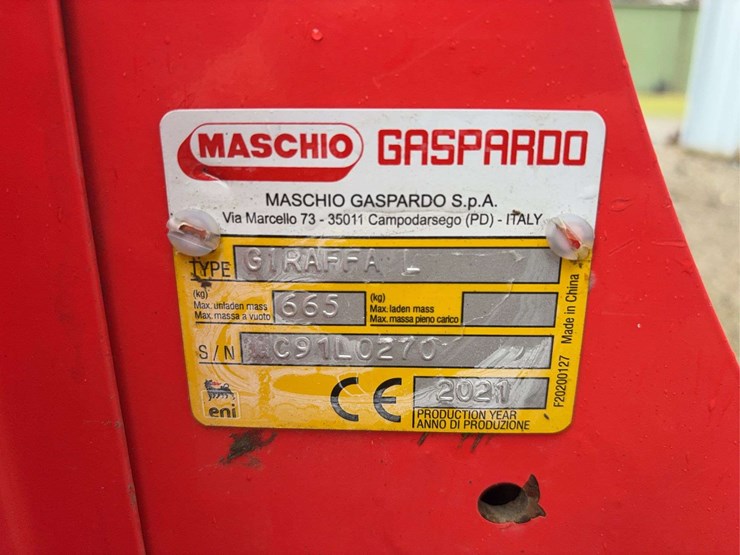 MASCHIO GASPARDO
MASCHIO GASPARDO S.p.A.
Via Marcello 73 - 35011 Campodarsego (PD) - ITALY
TYPE GIRAFFA L
(kg)
Max. unladen mass
Max. massa a vuoto
665
(kg)
Max. laden mass
Max. massa pieno carico
S/N
eni
CE
2021
PRODUCTION YEAR
ANNO DI PRODUZIONE
F20200127 Made in China